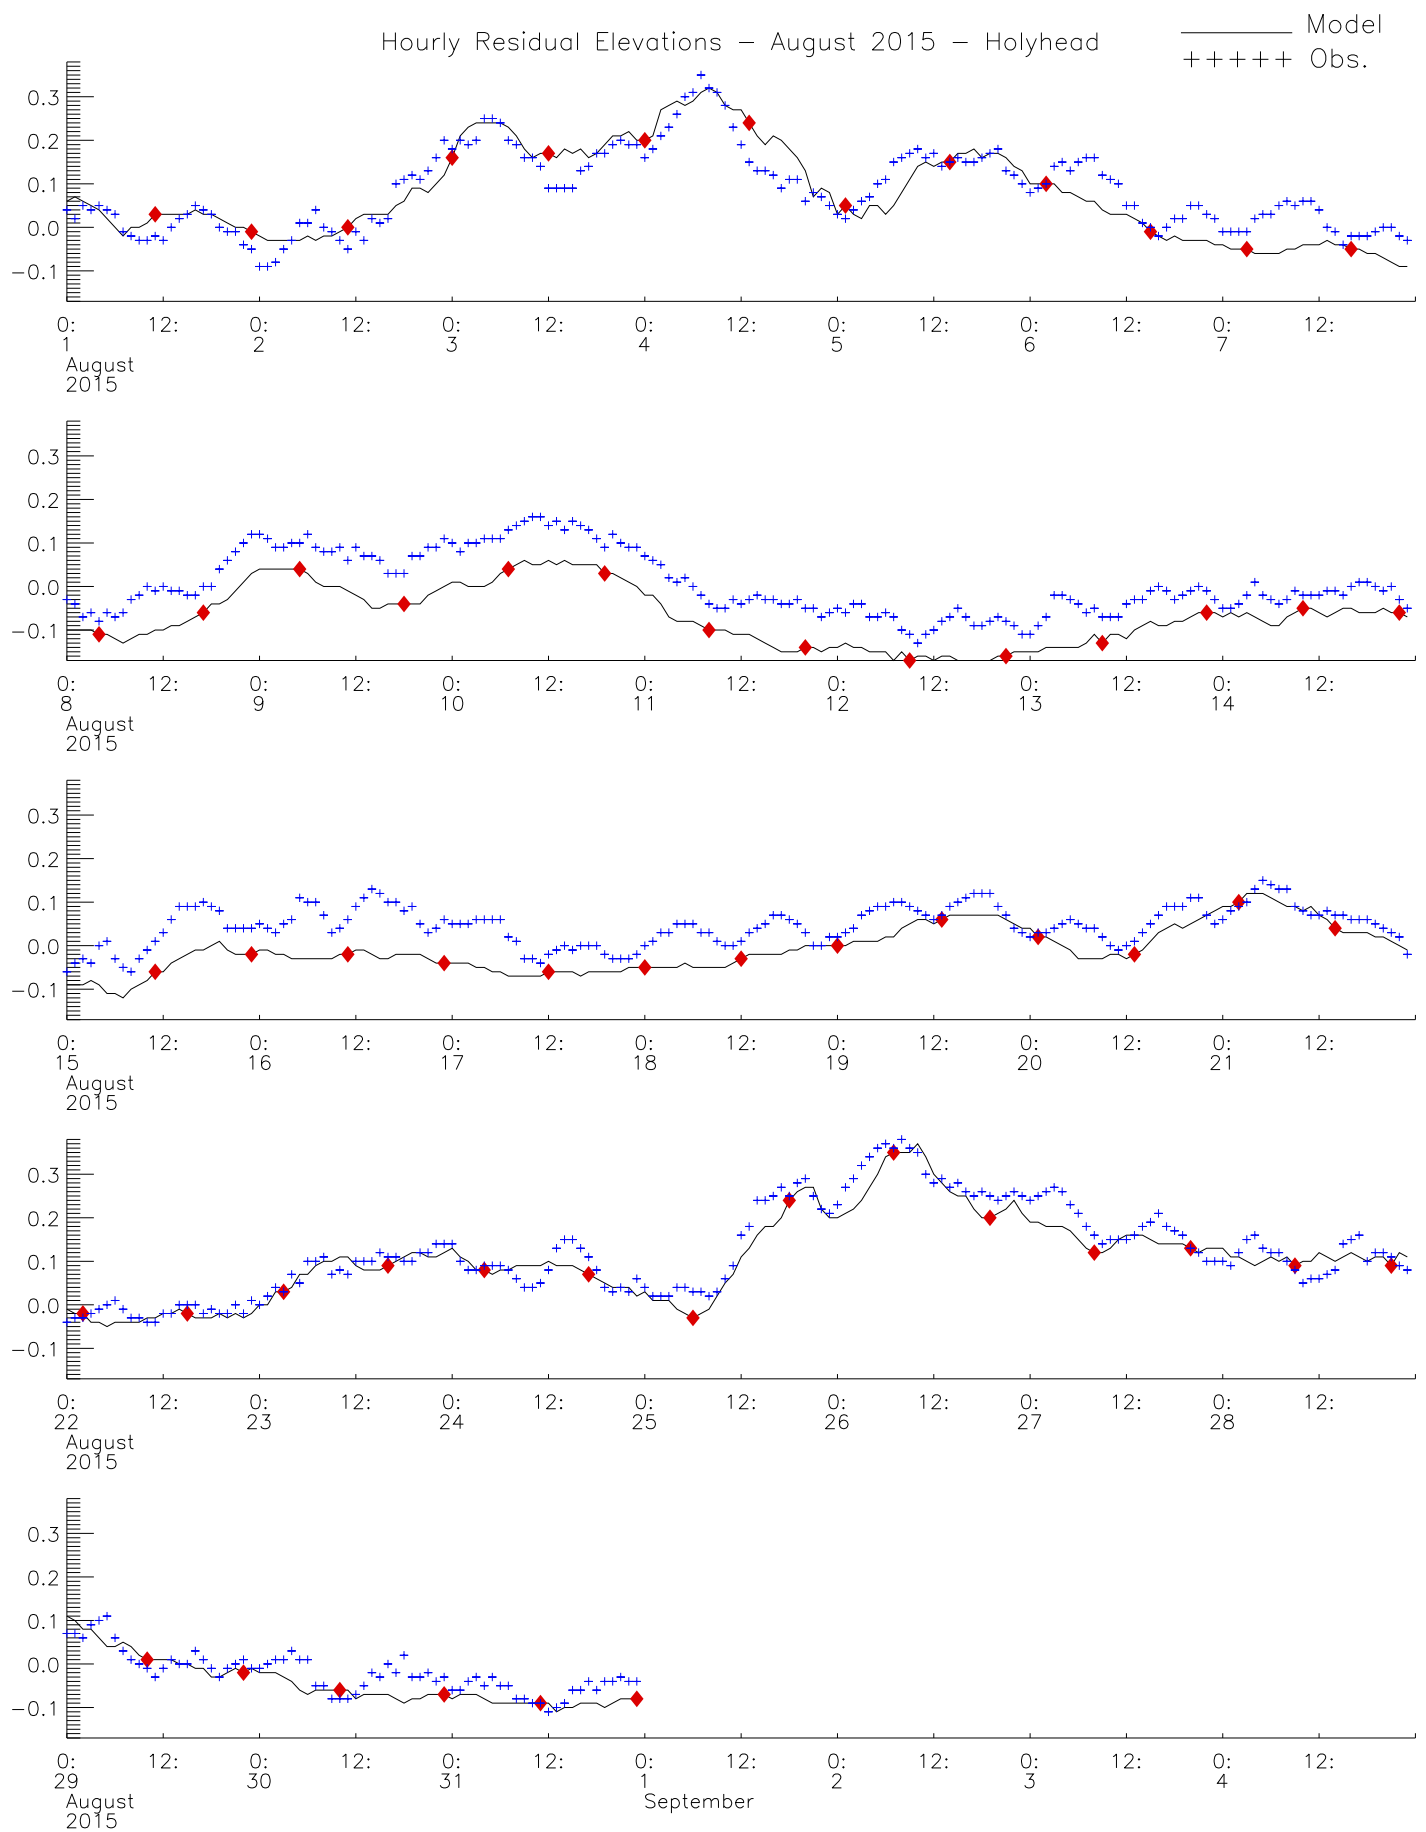 Hourly Residual Elevations – August 2015 – Holyhead
Model
+++++ Obs.
0.3
0.2
0.1
0.0
−0.1
0: 12: 0: 12: 0: 12: 0: 12: 0: 12: 0: 12: 0: 12:
1 2 3 4 5 6 7
August
2015
0.3
0.2
0.1
0.0
−0.1
0: 12: 0: 12: 0: 12: 0: 12: 0: 12: 0: 12: 0: 12:
8 9 10 11 12 13 14
August
2015
0.3
0.2
0.1
0.0
−0.1
0: 12: 0: 12: 0: 12: 0: 12: 0: 12: 0: 12: 0: 12:
15 16 17 18 19 20 21
August
2015
0.3
0.2
0.1
0.0
−0.1
0: 12: 0: 12: 0: 12: 0: 12: 0: 12: 0: 12: 0: 12:
22 23 24 25 26 27 28
August
2015
0.3
0.2
0.1
0.0
−0.1
0: 12: 0: 12: 0: 12: 0: 12: 0: 12: 0: 12: 0: 12:
29 30 31 1 2 3 4
August September
2015